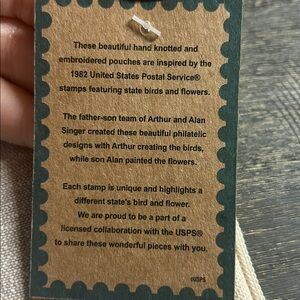 These beautiful hand knotted and
embroidered pouches are inspired by the
1982 United States Postal Service®
stamps featuring state birds and flowers.
The father-son team of Arthur and Alan
Singer created these beautiful philatelic
designs with Arthur creating the birds,
while son Alan painted the flowers.
Each stamp is unique and highlights a
different state's bird and flower.
We are proud to be a part of a
licensed collaboration with the USPS®
to share these wonderful pieces with you.
©USPS